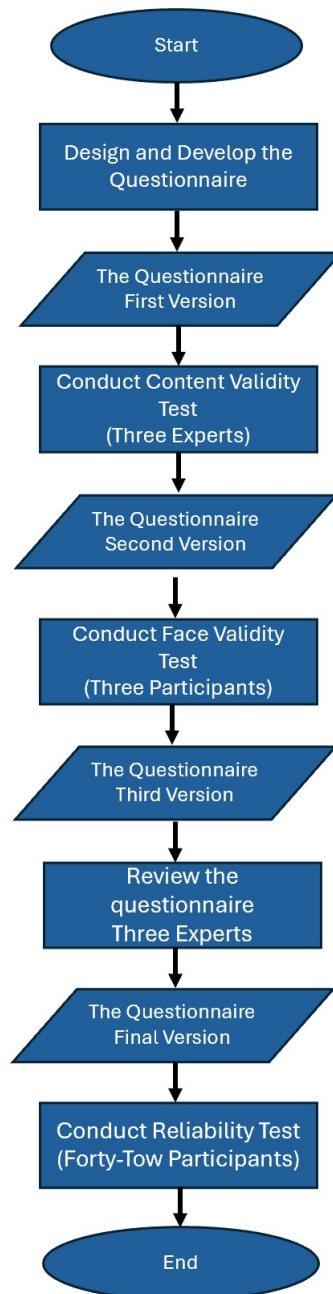 Start
Design and Develop the
Questionnaire
The Questionnaire
First Version
Conduct Content Validity
Test
(Three Experts)
The Questionnaire
Second Version
Conduct Face Validity
Test
(Three Participants)
The Questionnaire
Third Version
Review the
questionnaire
Three Experts
The Questionnaire
Final Version
Conduct Reliability Test
(Forty-Tow Participants)
End